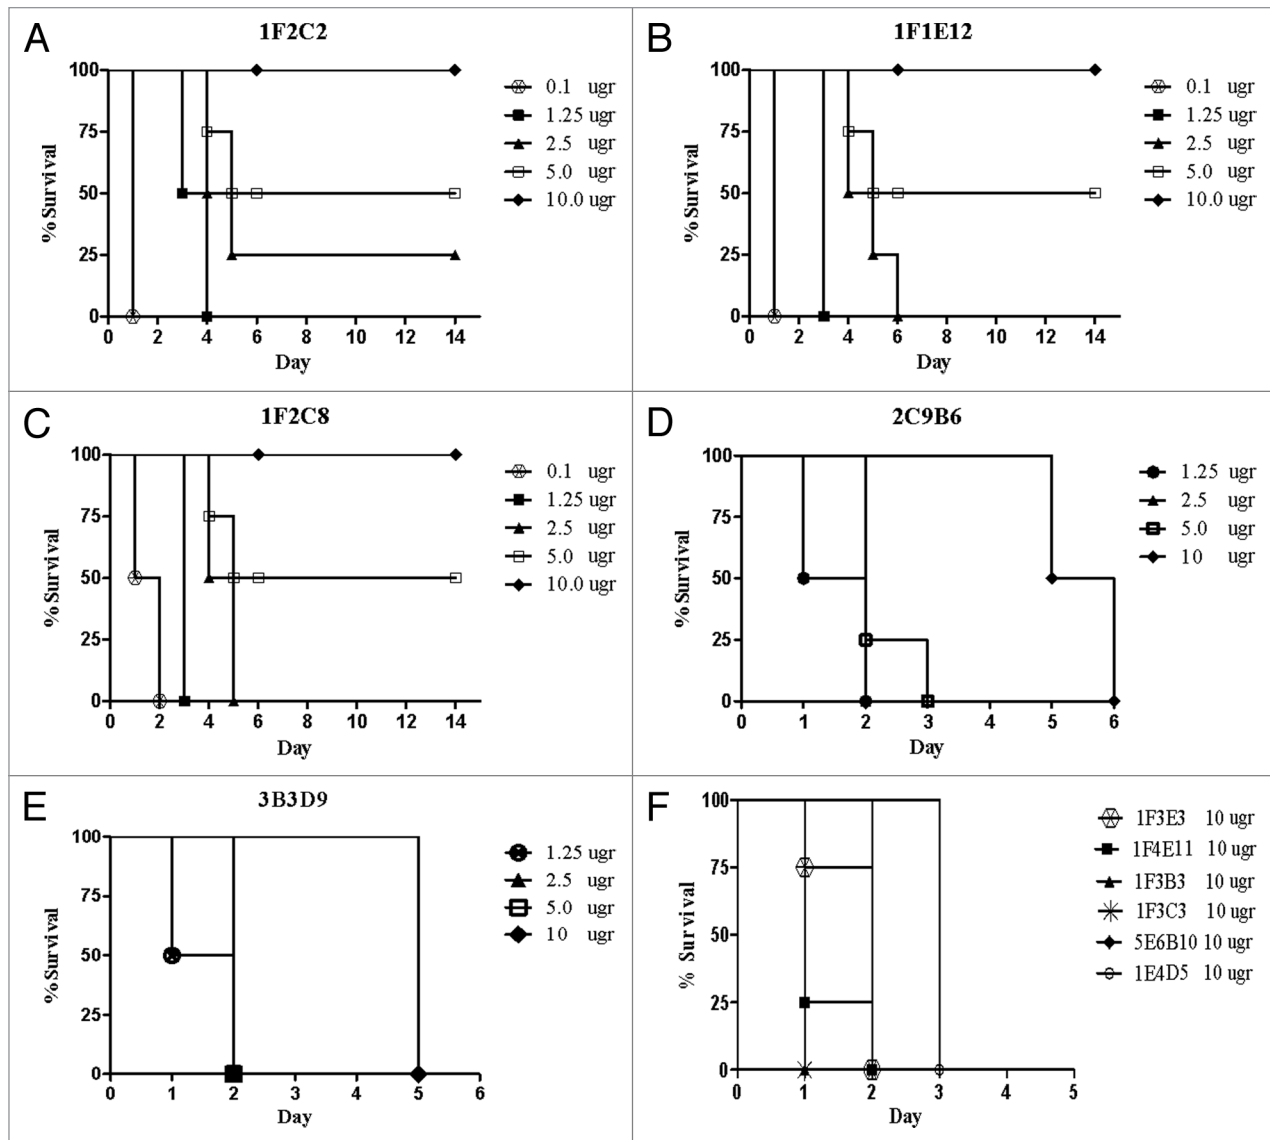 A
1F2C2
100
75
50
25
0
% Survival
0 2 4 6 8 10 12 14
Day
0.1 ugr
1.25 ugr
2.5 ugr
5.0 ugr
10.0 ugr
B
1F1E12
100
75
50
25
0
% Survival
0 2 4 6 8 10 12 14
Day
0.1 ugr
1.25 ugr
2.5 ugr
5.0 ugr
10.0 ugr
C
1F2C8
100
75
50
25
0
% Survival
0 2 4 6 8 10 12 14
Day
0.1 ugr
1.25 ugr
2.5 ugr
5.0 ugr
10.0 ugr
D
2C9B6
100
75
50
25
0
% Survival
0 1 2 3 4 5 6
Day
1.25 ugr
2.5 ugr
5.0 ugr
10 ugr
E
3B3D9
100
75
50
25
0
% Survival
0 1 2 3 4 5 6
Day
1.25 ugr
2.5 ugr
5.0 ugr
10 ugr
F
100
75
50
25
0
% Survival
0 1 2 3 4 5
Day
1F3E3 10 ugr
1F4E11 10 ugr
1F3B3 10 ugr
1F3C3 10 ugr
5E6B10 10 ugr
1E4D5 10 ugr